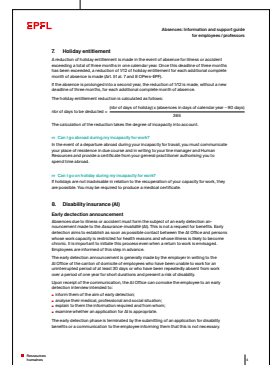 EPFL
Absences: information and support guide
for employees / professors
7. Holiday entitlement
A reduction of holiday entitlement is made in the event of absence for illness or accident
exceeding a total of three months in one calendar year. Once this deadline of three months
has been exceeded, a reduction of 1/12 of holiday entitlement for each additional complete
month of absence is made (Art. 51 al. 7 and 8 OPers-EPF).
If the absence is prolonged into a second year, the reduction of 1/12 is made, without a new
deadline of three months, for each additional complete month of absence.
The holiday entitlement reduction is calculated as follows:
(nbr of days of holiday) x (absences in days of calendar year – 90 days)
nbr of days to be deducted =
365
The calculation of the reduction takes the degree of incapacity into account.
Can I go abroad during my incapacity for work?
In the event of a departure abroad during your incapacity for travail, you must communicate
your place of residence in due course and in writing to your line manager and Human
Resources and provide a certificate from your general practitioner authorising you to
spend time abroad.
Can I go on holiday during my incapacity for work?
If holidays are not inadmissible in relation to the recuperation of your capacity for work, they
are possible. You may be required to produce a medical certificate.
8. Disability insurance (AI)
Early detection announcement
Absences due to illness or accident must form the subject of an early detection an-
nouncement to the Assurance-invalidité (AI). This is not a request for benefits. Early
detection aims to establish as soon as possible contact between the AI Office and persons
whose work capacity is restricted for health reasons and whose illness is likely to become
chronic. It is important to initiate this process even when a return to work is envisaged.
Employees are informed of this step in advance.
The early detection announcement is generally made by the employer in writing to the
AI Office of the canton of domicile of employees who have been unable to work for an
uninterrupted period of at least 30 days or who have been repeatedly absent from work
over a period of one year for short durations and present a risk of disability.
Upon receipt of the communication, the AI Office can convoke the employee to an early
detection interview intended to:
inform them of the aim of early detection;
analyse their medical, professional and social situation;
explain to them the information required and from whom;
examine whether an application for AI is appropriate.
The early detection phase is terminated by the submitting of an application for disability
benefits or a communication to the employee informing them that this is not necessary.
Ressources
humaines